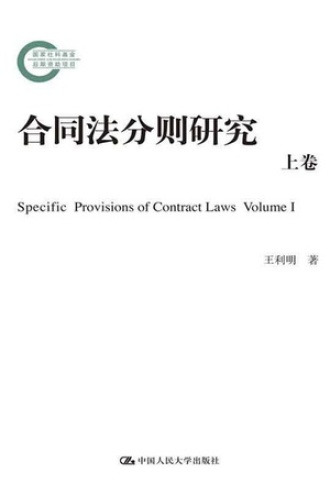 国家社科基金
后期资助项目
合同法分则研究
上卷
Specific Provisions of Contract Laws Volume I
王利明 著
中国人民大学出版社